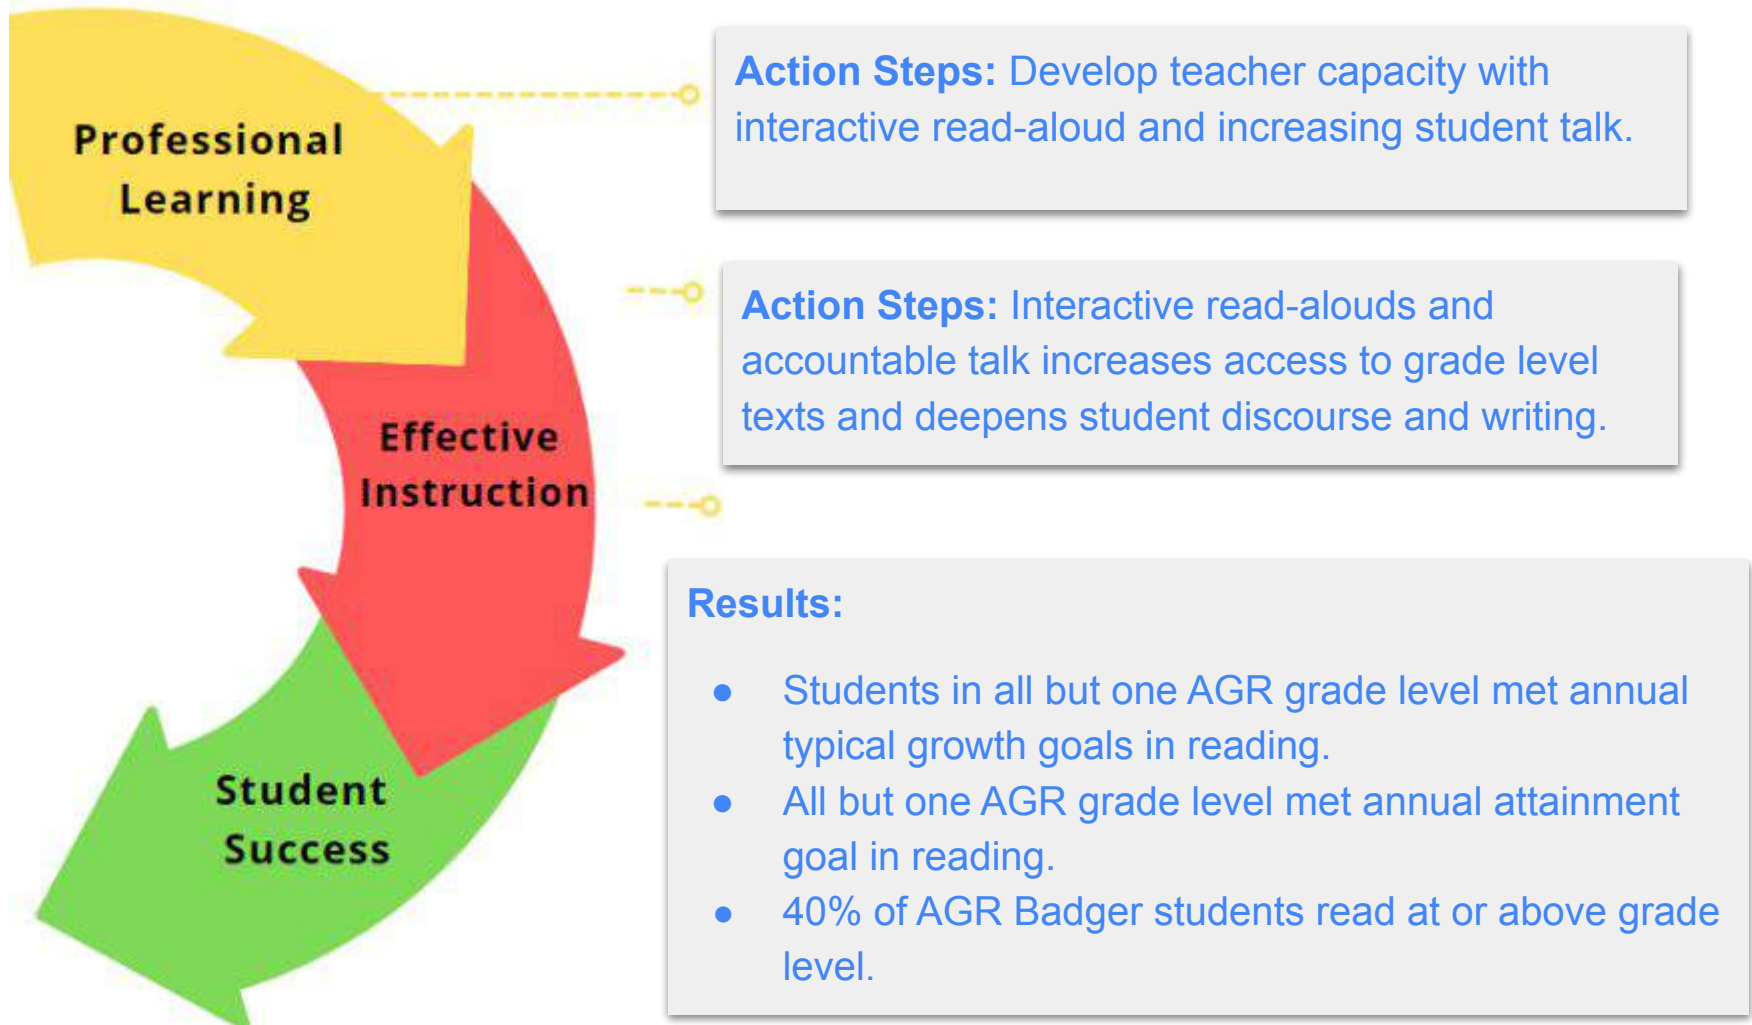 Professional
Learning
Action Steps: Develop teacher capacity with
interactive read-aloud and increasing student talk.
Effective
Instruction
Action Steps: Interactive read-alouds and
accountable talk increases access to grade level
texts and deepens student discourse and writing.
Student
Success
Results:
● Students in all but one AGR grade level met annual
typical growth goals in reading.
● All but one AGR grade level met annual attainment
goal in reading.
● 40% of AGR Badger students read at or above grade
level.